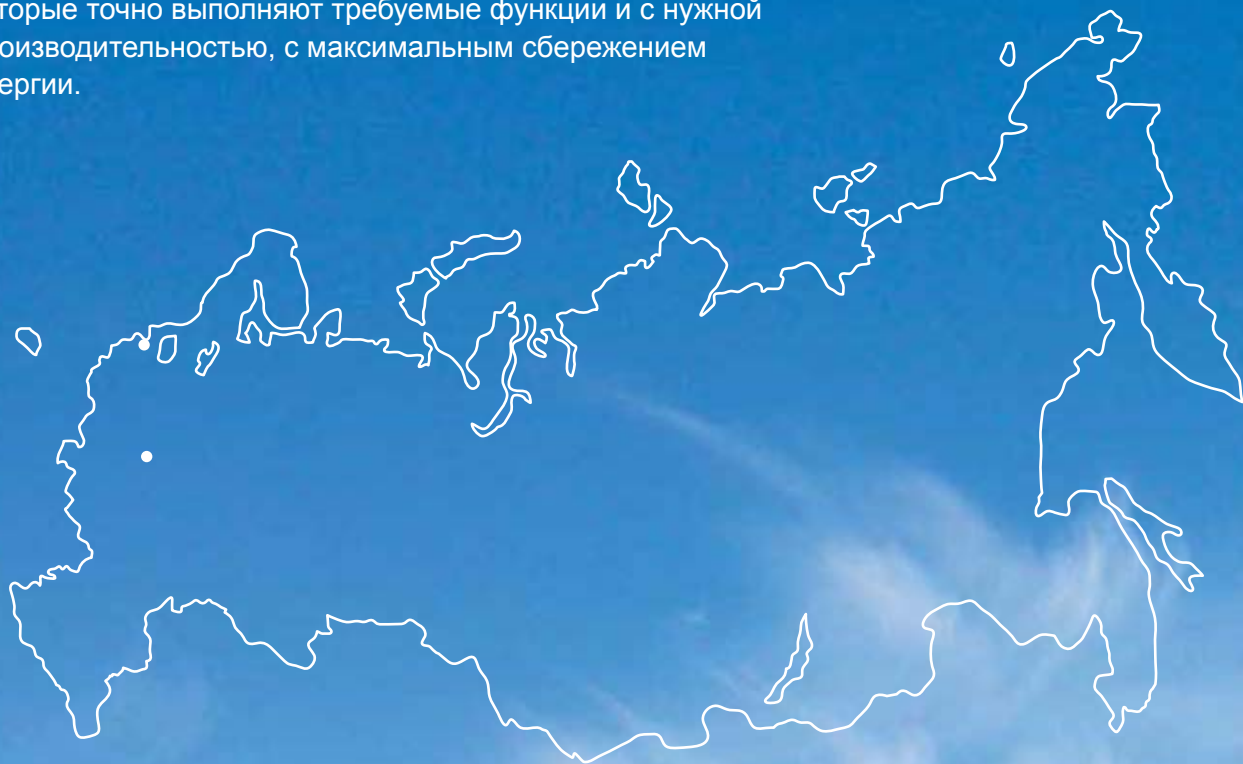 торые точно выполняют требуемые функции и с нужной
оизводительностью, с максимальным сбережением
ергии.